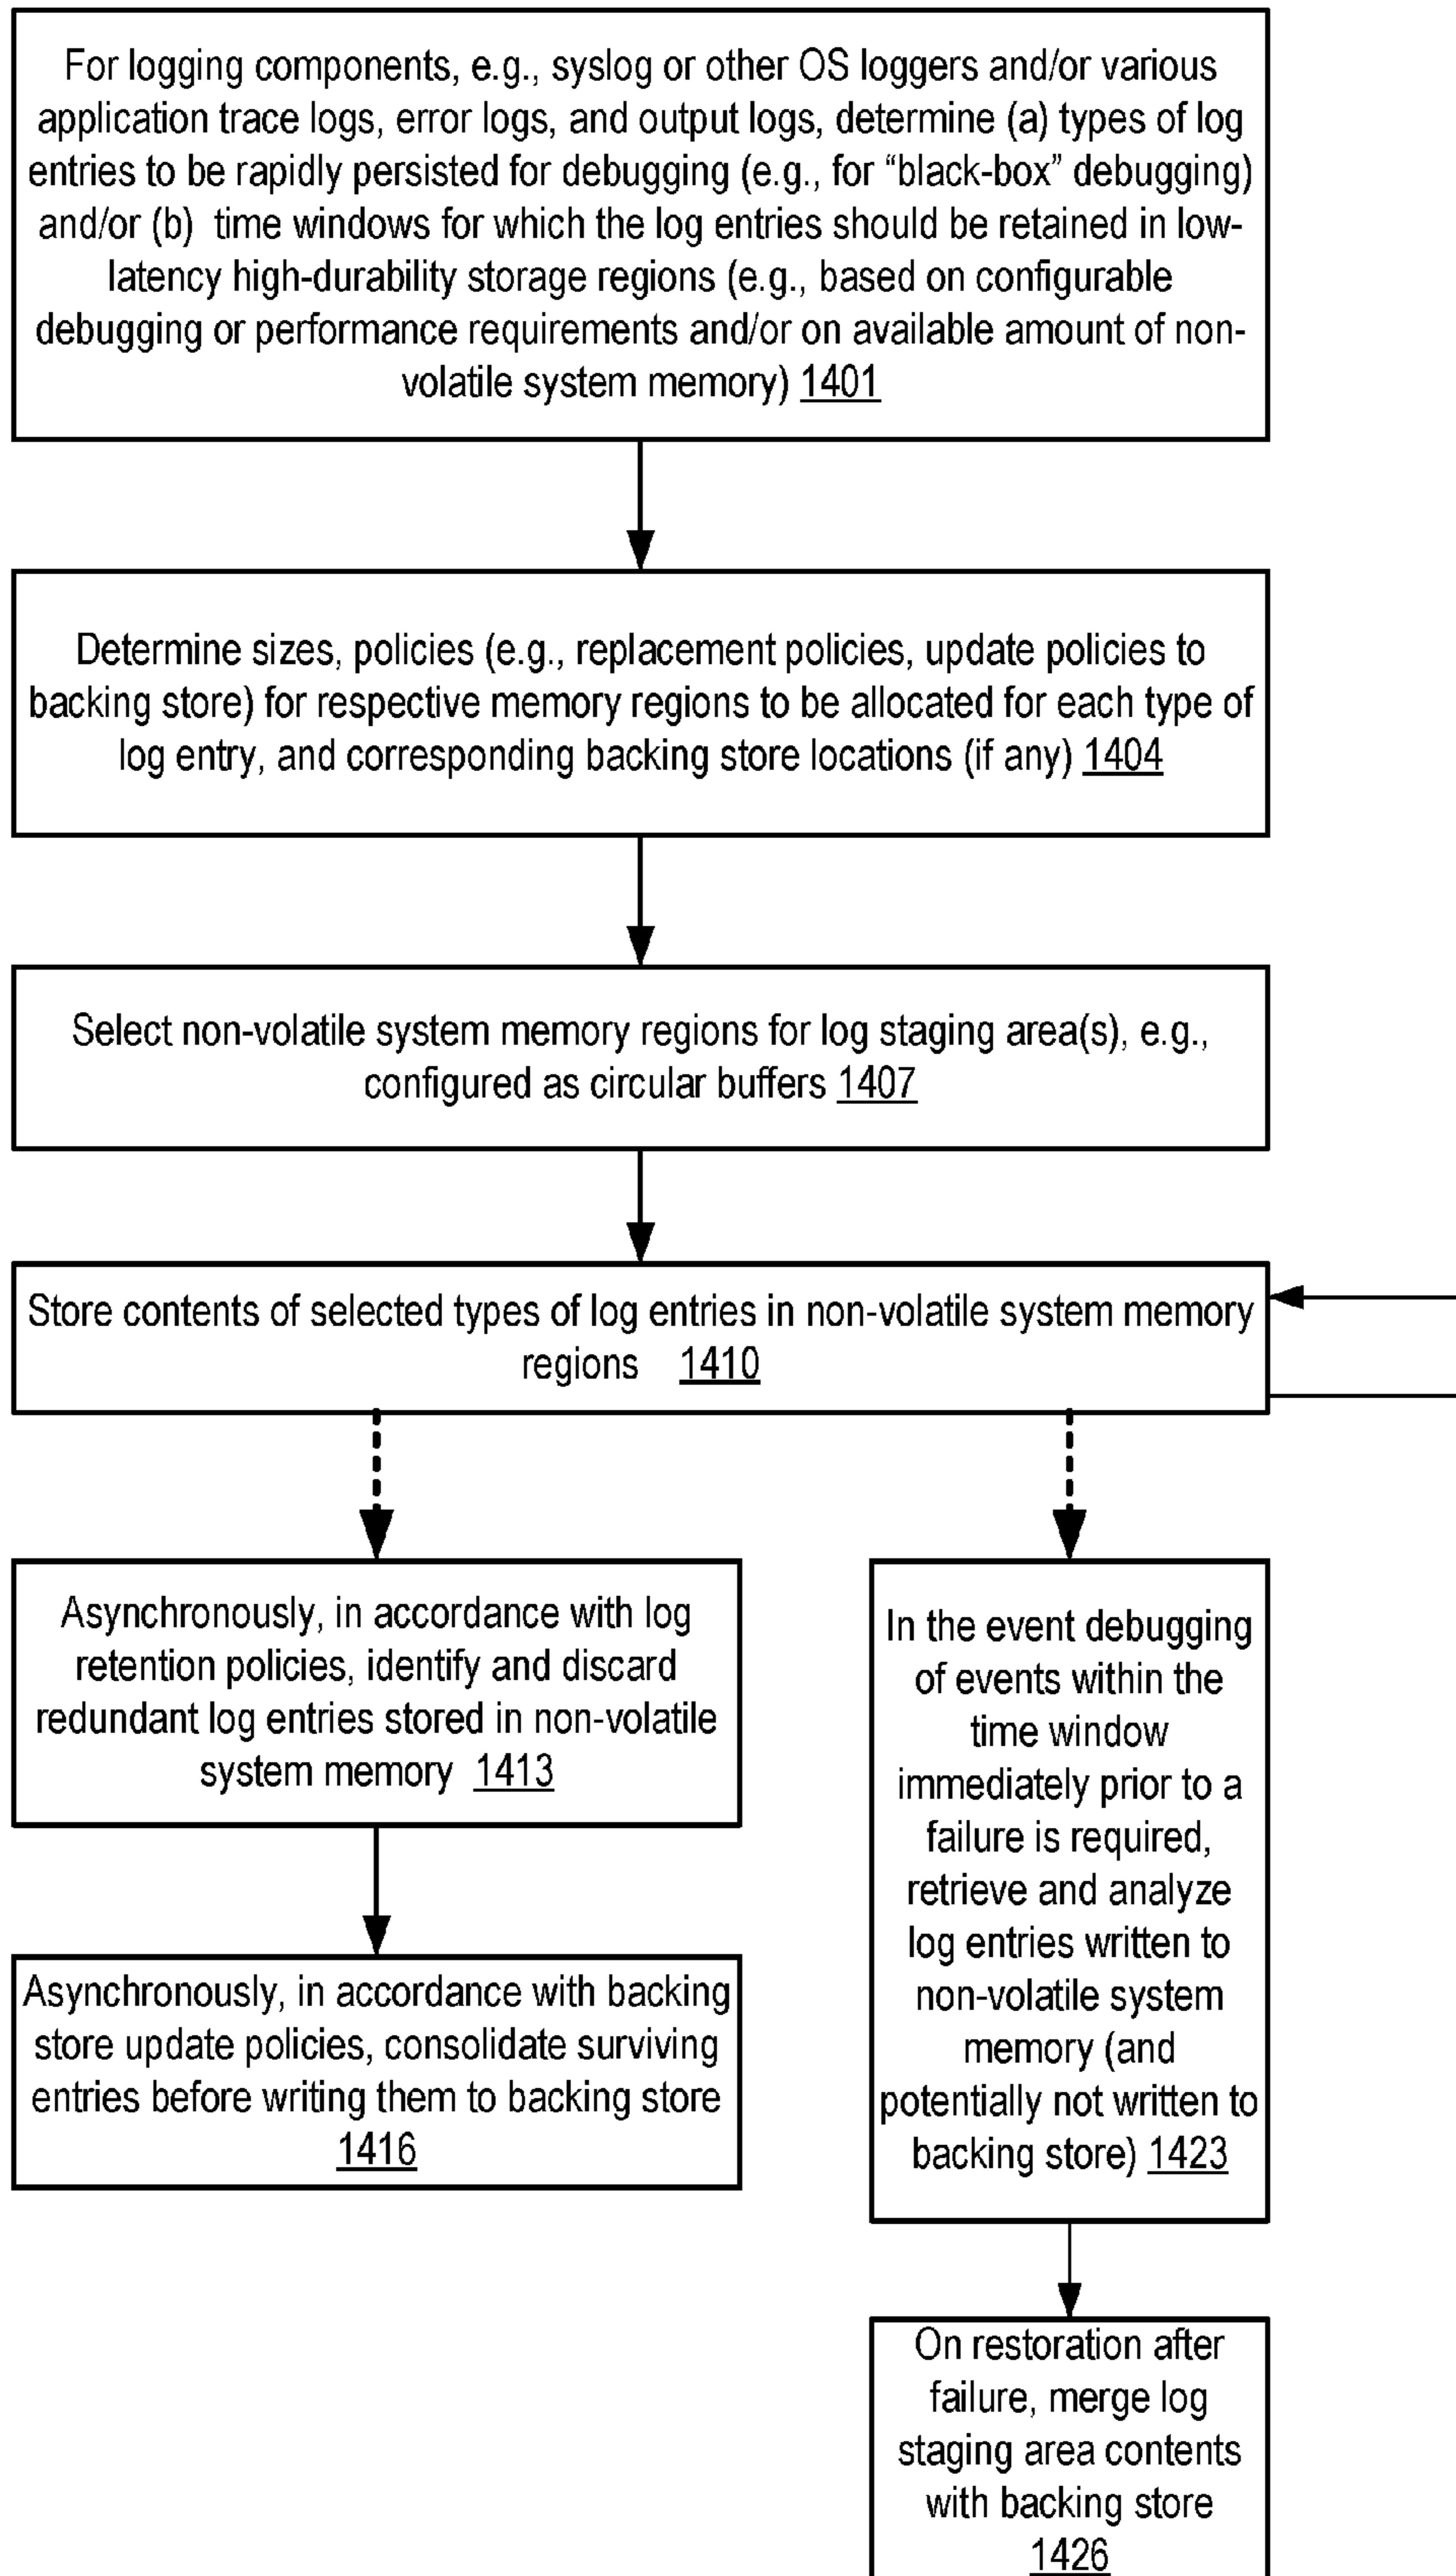 For logging components, e.g., syslog or other OS loggers and/or various
application trace logs, error logs, and output logs, determine (a) types of log
entries to be rapidly persisted for debugging (e.g., for “black-box” debugging)
and/or (b) time windows for which the log entries should be retained in low-
latency high-durability storage regions (e.g., based on configurable
debugging or performance requirements and/or on available amount of non-
volatile system memory) 1401
Determine sizes, policies (e.g., replacement policies, update policies to
backing store) for respective memory regions to be allocated for each type of
log entry, and corresponding backing store locations (if any) 1404
Select non-volatile system memory regions for log staging area(s), e.g.,
configured as circular buffers 1407
Store contents of selected types of log entries in non-volatile system memory
regions 1410
Asynchronously, in accordance with log
retention policies, identify and discard
redundant log entries stored in non-volatile
system memory 1413
Asynchronously, in accordance with backing
store update policies, consolidate surviving
entries before writing them to backing store
1416
In the event debugging
of events within the
time window
immediately prior to a
failure is required,
retrieve and analyze
log entries written to
non-volatile system
memory (and
potentially not written to
backing store) 1423
On restoration after
failure, merge log
staging area contents
with backing store
1426